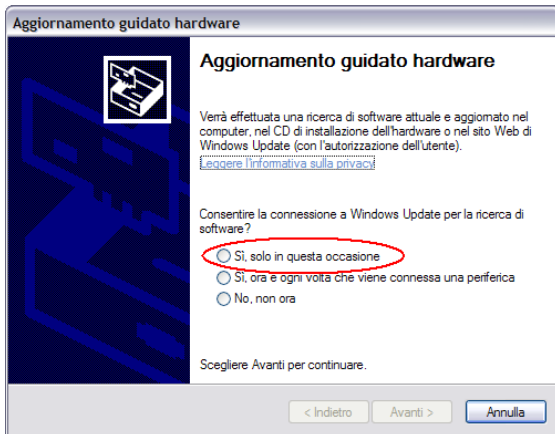 Aggiornamento guidato hardware
Aggiornamento guidato hardware
Verrà effettuata una ricerca di software attuale e aggiornato nel
computer, nel CD di installazione dell'hardware o nel sito Web di
Windows Update (con l'autorizzazione dell'utente).
Leggere l'informativa sulla privacy
Consentire la connessione a Windows Update per la ricerca di
software?
Sì, solo in questa occasione
Sì, ora e ogni volta che viene connessa una periferica
No, non ora
Scegliere Avanti per continuare.
< Indietro
Avanti >
Annulla